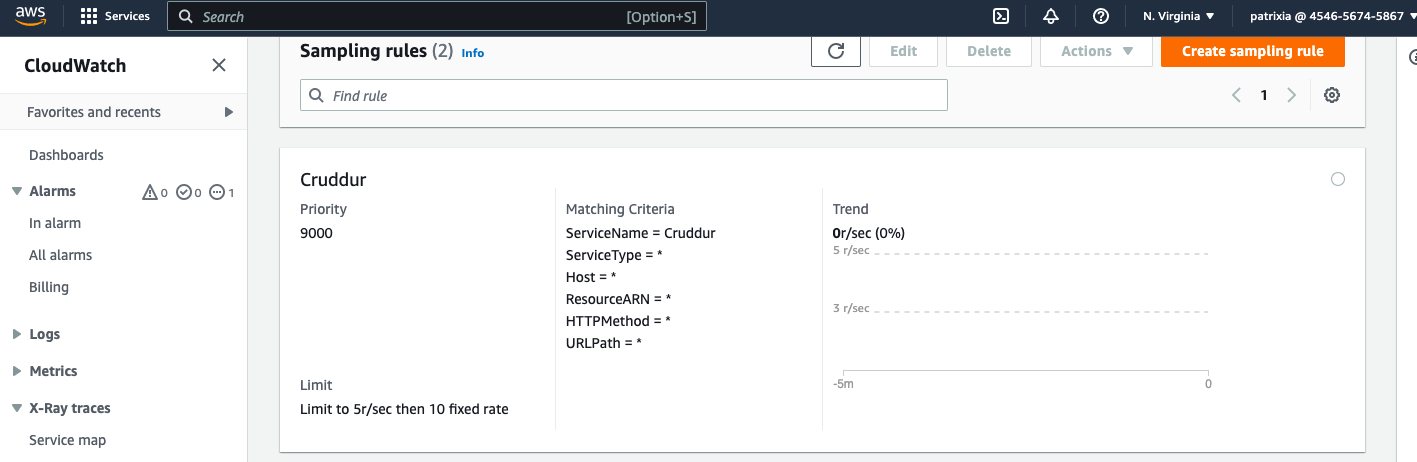 aws
Services
Search
[Option+S]
N. Virginia
patrixia @ 4546-5674-5867
CloudWatch
Favorites and recents
Dashboards
Alarms
0
0
1
In alarm
All alarms
Billing
Logs
Metrics
X-Ray traces
Service map
Sampling rules (2) Info
Edit
Delete
Actions
Create sampling rule
Find rule
1
Cruddur
Priority
9000
Limit
Limit to 5r/sec then 10 fixed rate
Matching Criteria
ServiceName = Cruddur
ServiceType = *
Host = *
ResourceARN = *
HTTPMethod = *
URLPath = *
Trend
0r/sec (0%)
5 r/sec
3 r/sec
-5m
0